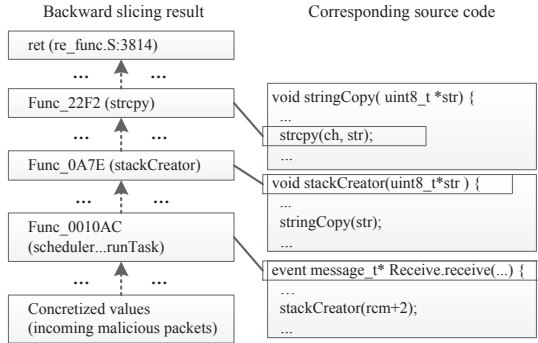 Backward slicing result
Corresponding source code
ret (re_func.S:3814)
... ...
Func_22F2 (strcpy)
... ...
Func_0A7E (stackCreator)
... ...
Func_0010AC
(scheduler...runTask)
... ...
Concretized values
(incoming malicious packets)
void stringCopy( uint8_t *str) {
...
strcpy(ch, str);
...
void stackCreator(uint8_t*str ) {
...
stringCopy(str);
...
event message_t* Receive.receive(...) {
...
stackCreator(rcm+2);
...